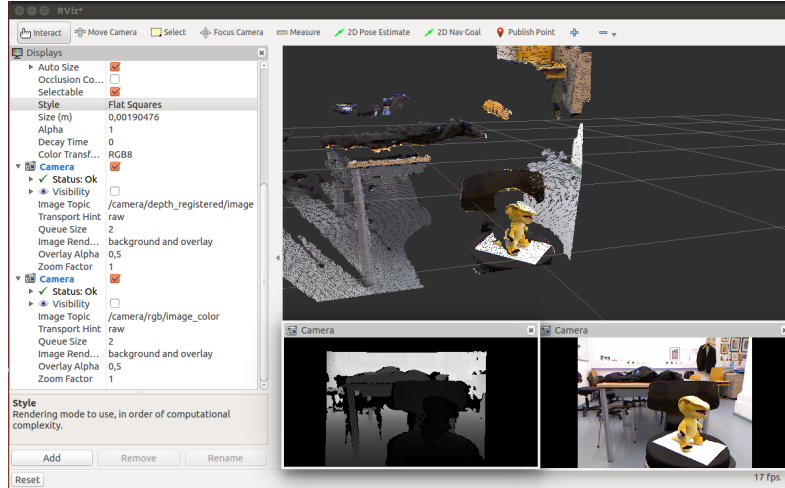 RViz*
Interact Move Camera Select Focus Camera Measure 2D Pose Estimate 2D Nav Goal Publish Point
Displays
Auto Size
Occlusion Co...
Selectable
Style Flat Squares
Size (m) 0,00190476
Alpha 1
Decay Time 0
Color Transf... RGB8
Camera
Status: Ok
Visibility
Image Topic /camera/depth_registered/image
Transport Hint raw
Queue Size 2
Image Rend... background and overlay
Overlay Alpha 0,5
Zoom Factor 1
Camera
Status: Ok
Visibility
Image Topic /camera/rgb/image_color
Transport Hint raw
Queue Size 2
Image Rend... background and overlay
Overlay Alpha 0,5
Zoom Factor 1
Style
Rendering mode to use, in order of computational
complexity.
Add Remove Rename
Reset
Camera
Camera
17 fps